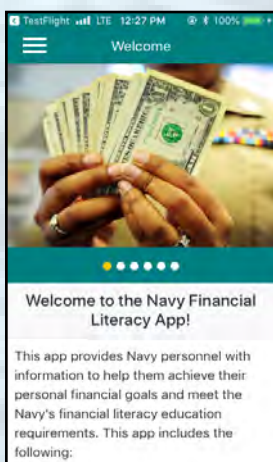 TestFlight LTE 12:27 PM 100%
Welcome
Welcome to the Navy Financial
Literacy App!
This app provides Navy personnel with
information to help them achieve their
personal financial goals and meet the
Navy's financial literacy education
requirements. This app includes the
following: